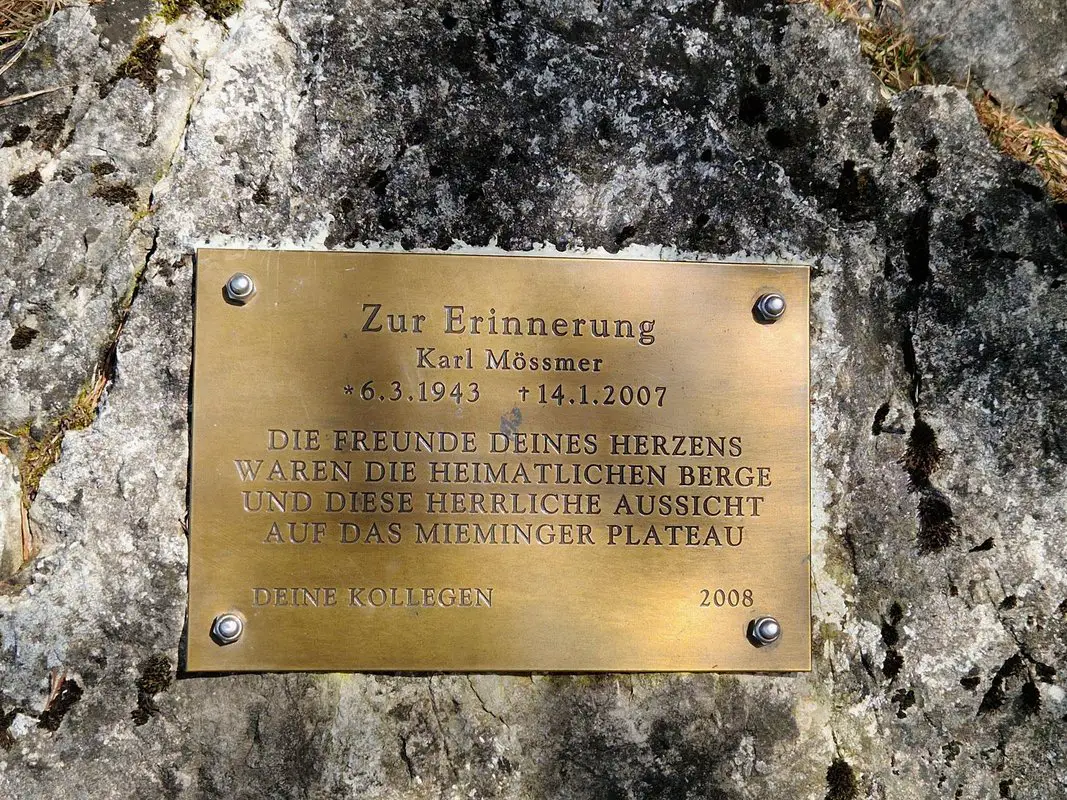 Zur Erinnerung
Karl Mössmer
*6.3.1943 †14.1.2007
DIE FREUNDE DEINES HERZENS
WAREN DIE HEIMATLICHEN BERGE
UND DIESE HERRLICHE AUSSICHT
AUF DAS MIEMINGER PLATEAU
DEINE KOLLEGEN 2008